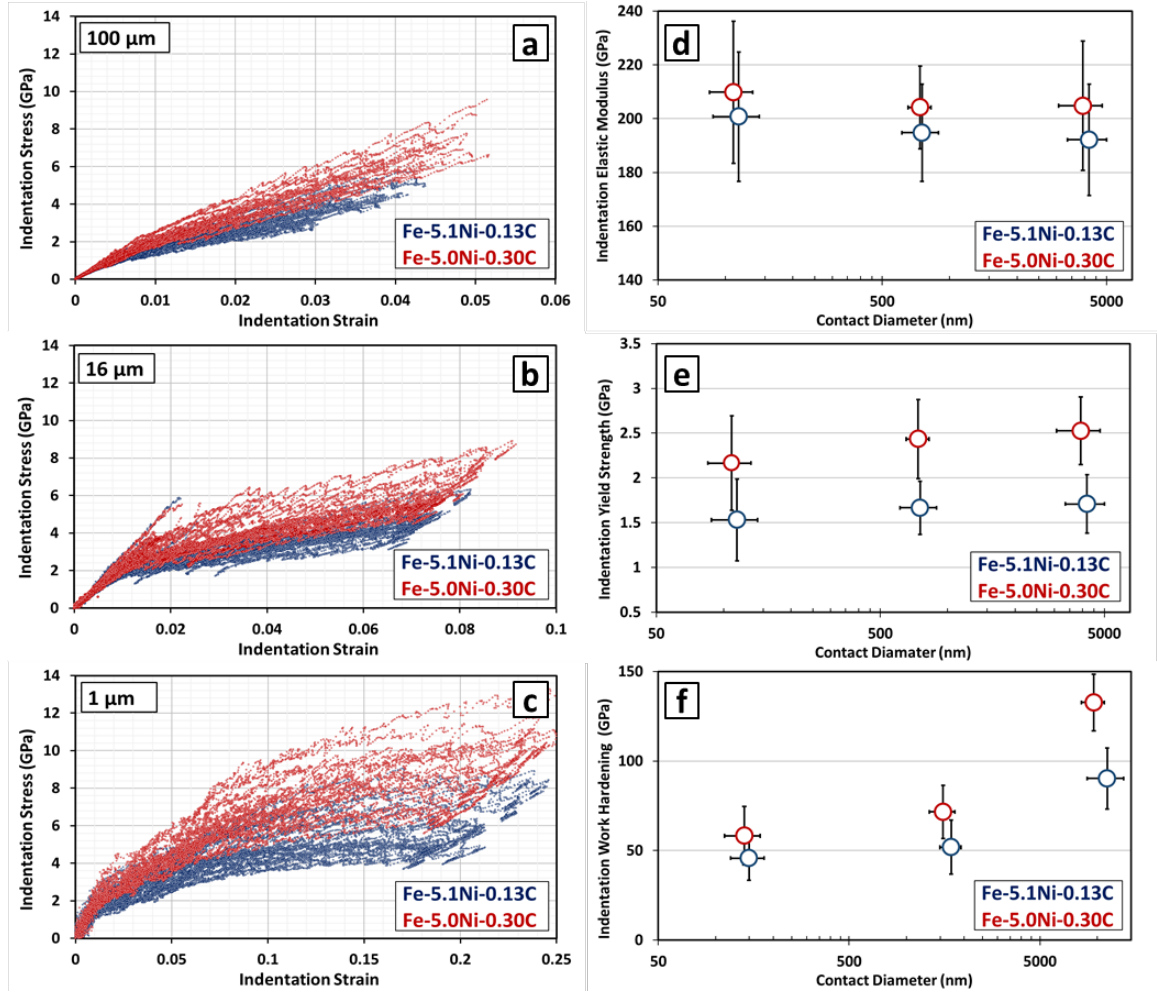 100 µm
a
Indentation Stress (GPa)
14
12
10
8
6
4
2
0
Fe-5.1Ni-0.13C
Fe-5.0Ni-0.30C
0 0.01 0.02 0.03 0.04 0.05 0.06
Indentation Strain
16 µm
b
Indentation Stress (GPa)
14
12
10
8
6
4
2
0
Fe-5.1Ni-0.13C
Fe-5.0Ni-0.30C
0 0.02 0.04 0.06 0.08 0.1
Indentation Strain
1 µm
c
Indentation Stress (GPa)
14
12
10
8
6
4
2
0
Fe-5.1Ni-0.13C
Fe-5.0Ni-0.30C
0 0.05 0.1 0.15 0.2 0.25
Indentation Strain
d
Indentation Elastic Modulus (GPa)
240
220
200
180
160
140
Fe-5.1Ni-0.13C
Fe-5.0Ni-0.30C
50 500 5000
Contact Diameter (nm)
e
Indentation Yield Strength (GPa)
3.5
3
2.5
2
1.5
1
0.5
Fe-5.1Ni-0.13C
Fe-5.0Ni-0.30C
50 500 5000
Contact Diamater (nm)
f
Indentation Work Hardening (GPa)
150
100
50
0
Fe-5.1Ni-0.13C
Fe-5.0Ni-0.30C
50 500 5000
Contact Diameter (nm)